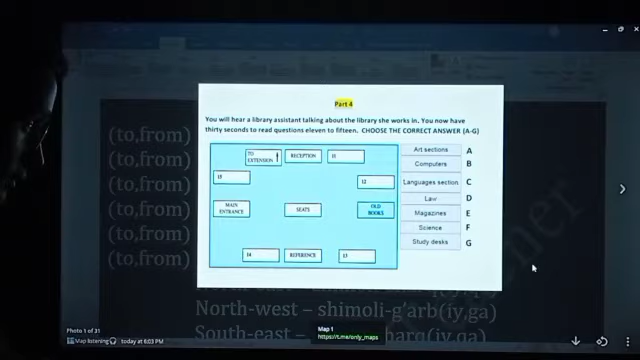 Part 4
You will hear a library assistant talking about the library she works in. You now have
thirty seconds to read questions eleven to fifteen. CHOOSE THE CORRECT ANSWER (A-G)
TO EXTENSION
RECEPTION
11
15
12
MAIN ENTRANCE
SEATS
OLD BOOKS
14
REFERENCE
13
Art sections A
Computers B
Languages section C
Law D
Magazines E
Science F
Study desks G
(to,from)
(to,from)
(to,from)
(to,from)
(to,from)
(to,from)
North-west – shimoli-g'arb(iy,ga)
South-east –
Photo 1 of 31
Map listening
today at 6:03 PM
Map 1
https://t.me/only_maps